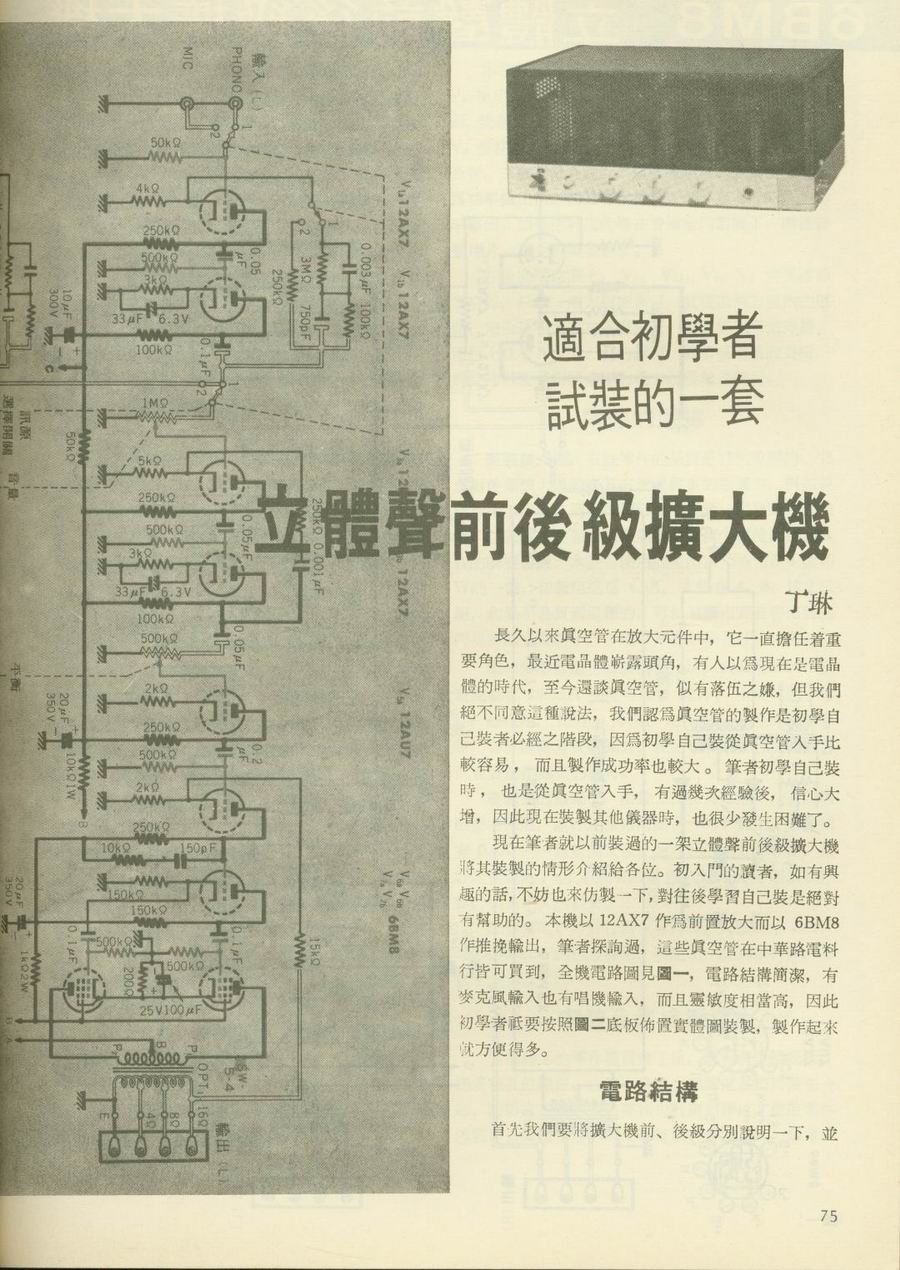 適合初學者
試裝的一套
立體聲前後級擴大機
丁琳
長久以來眞空管在放大元件中，它一直擔任着重
要角色，最近電晶體嶄露頭角，有人以爲現在是電晶
體的時代，至今還談眞空管，似有落伍之嫌，但我們
絕不同意這種說法，我們認爲眞空管的製作是初學自
己裝者必經之階段，因爲初學自己裝從眞空管入手比
較容易，而且製作成功率也較大。筆者初學自己裝
時，也是從眞空管入手，有過幾次經驗後，信心大
增，因此現在裝製其他儀器時，也很少發生困難了。
現在筆者就以前裝過的一架立體聲前後級擴大機
將其裝製的情形介紹給各位。初入門的讀者，如有興
趣的話，不妨也來仿製一下，對往後學習自己裝是絕對
有幫助的。本機以 12AX7 作爲前置放大而以 6BM8
作推挽輸出，筆者探詢過，這些眞空管在中華路電料
行皆可買到，全機電路圖見圖一，電路結構簡潔，有
麥克風輸入也有唱機輸入，而且靈敏度相當高，因此
初學者祗要按照圖二底板佈置實體圖裝製，製作起來
就方便得多。
電路結構
首先我們要將擴大機前、後級分別說明一下，並
75
輸入(L)
PHONO
MIC
1
2
50kΩ
4kΩ
250kΩ
500kΩ
3kΩ
33μF 6.3V
100kΩ
0.05μF
10μF
300V
C
0.1μF
V1a 12AX7
V1b 12AX7
1
2
3MΩ
250kΩ
0.003μF
100kΩ
750pF
1
2
1MΩ
訊源
選擇開關
音量
50kΩ
5kΩ
250kΩ
500kΩ
3kΩ
33μF 6.3V
100kΩ
0.05μF
250kΩ
0.001μF
12AX7
500kΩ
0.05μF
平衡
2kΩ
250kΩ
500kΩ
2kΩ
250kΩ
0.2μF
20μF
350V
10kΩ1W
B
12AU7
10kΩ
150pF
150kΩ
150kΩ
6BM8
20μF
350V
0.1μF
0.1μF
500kΩ
500kΩ
200Ω
25V100μF
1kΩ2W
15kΩ
B
A
P
B
P
OPT
E
4Ω
8Ω
16Ω
輸出(L)